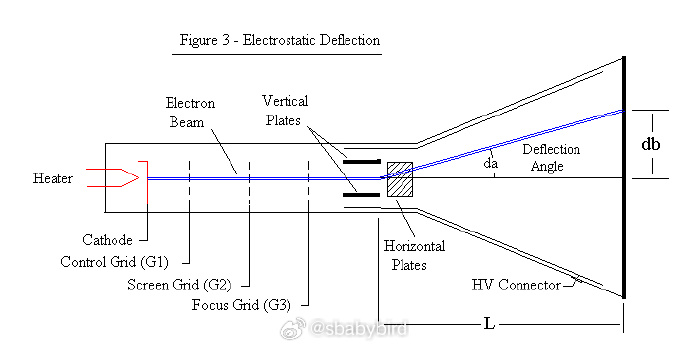 Figure 3 - Electrostatic Deflection
Electron
Beam
Vertical
Plates
Heater
da
Deflection
Angle
db
Cathode
Control Grid (G1)
Screen Grid (G2)
Focus Grid (G3)
Horizontal
Plates
HV Connector
L
@sbabybird